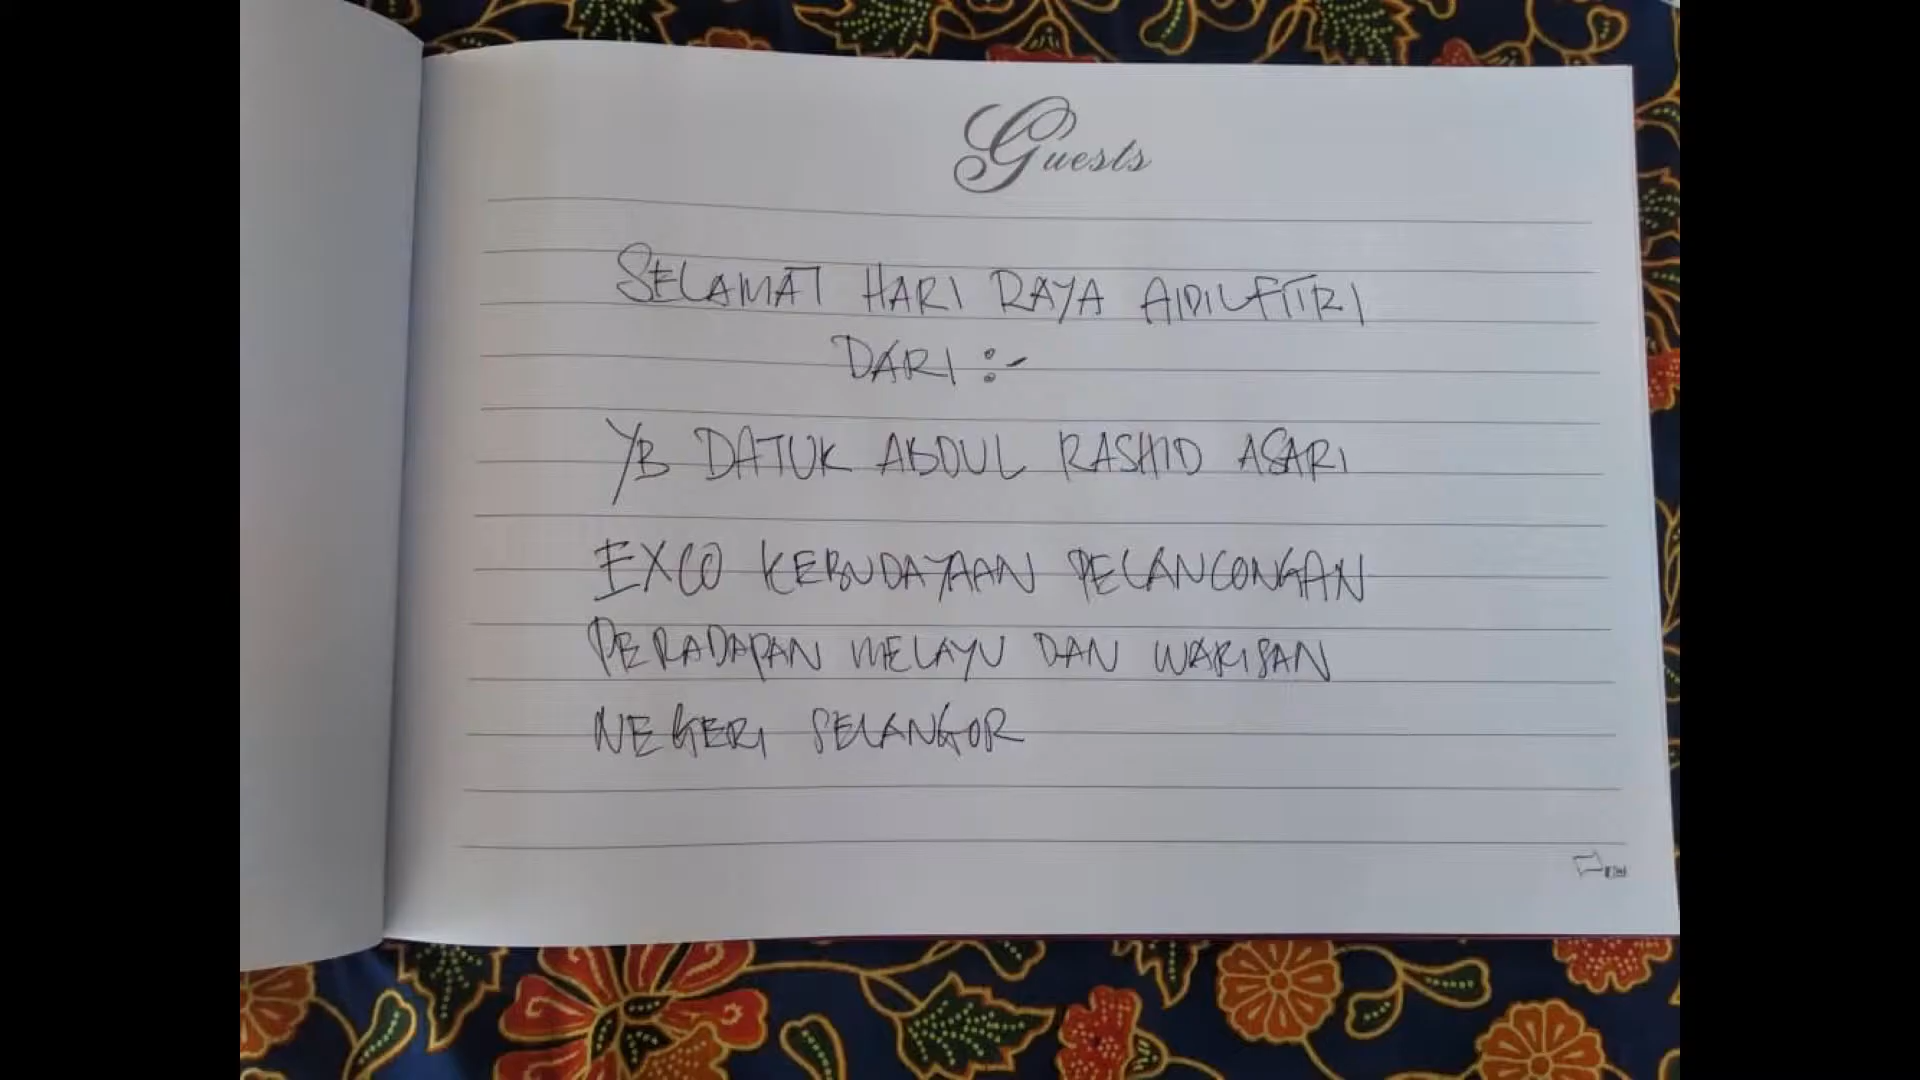 Guests
SELAMAT HARI RAYA AIDILFITRI
DARI :-
YB DATUK ABDUL RASHID ASARI
EXCO KEBUDAYAAN PELANCONGAN
PERADAPAN MELAYU DAN WARISAN
NEGERI SELANGOR